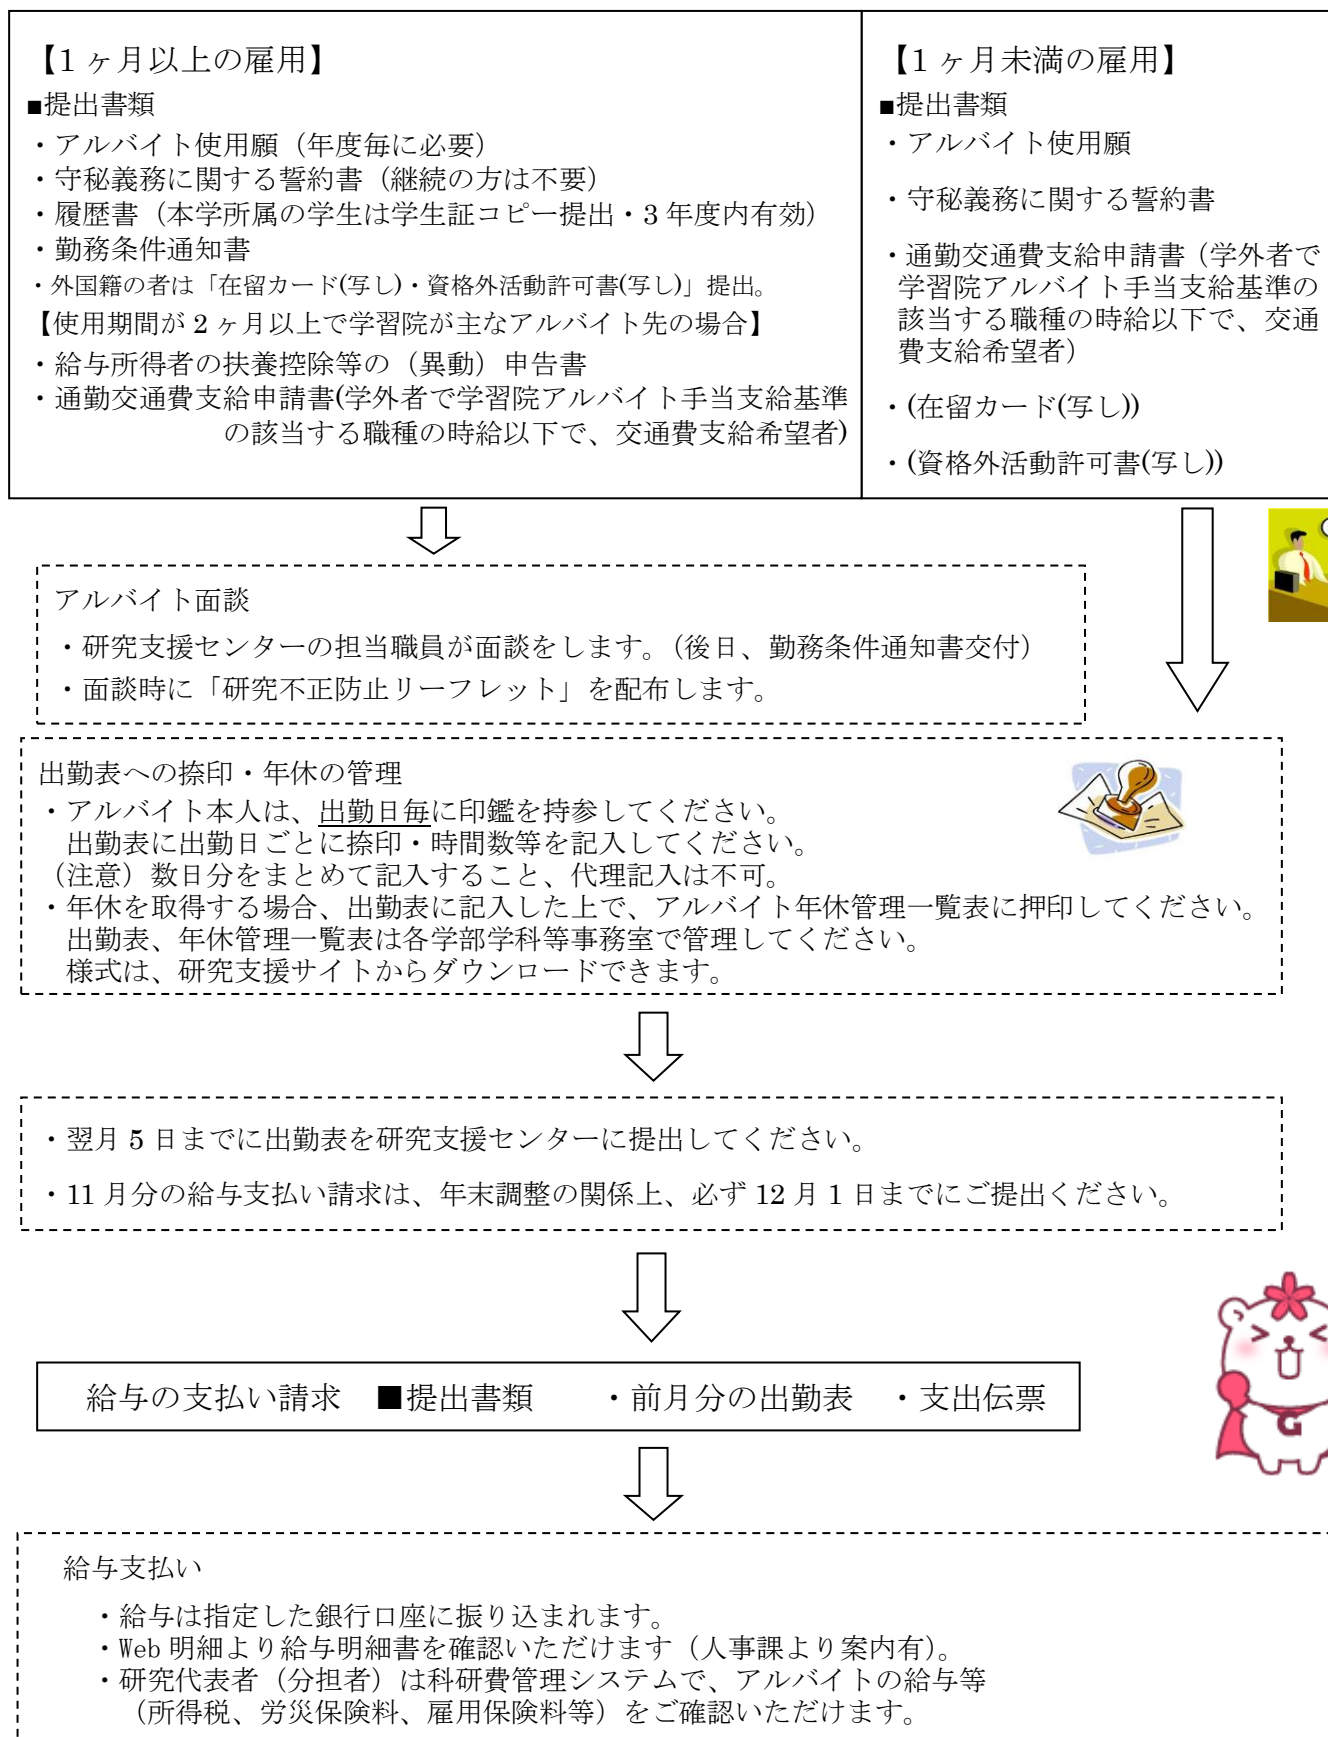 【1ヶ月以上の雇用】
■提出書類
・アルバイト使用願（年度毎に必要）
・守秘義務に関する誓約書（継続の方は不要）
・履歴書（本学所属の学生は学生証コピー提出・3年度内有効）
・勤務条件通知書
・外国籍の者は「在留カード(写し)・資格外活動許可書(写し)」提出。
【使用期間が2ヶ月以上で学習院が主なアルバイト先の場合】
・給与所得者の扶養控除等の（異動）申告書
・通勤交通費支給申請書(学外者で学習院アルバイト手当支給基準
の該当する職種の時給以下で、交通費支給希望者)
【1ヶ月未満の雇用】
■提出書類
・アルバイト使用願
・守秘義務に関する誓約書
・通勤交通費支給申請書（学外者で
学習院アルバイト手当支給基準の
該当する職種の時給以下で、交通
費支給希望者）
・(在留カード(写し))
・(資格外活動許可書(写し))
アルバイト面談
・研究支援センターの担当職員が面談をします。（後日、勤務条件通知書交付）
・面談時に「研究不正防止リーフレット」を配布します。
出勤表への捺印・年休の管理
・アルバイト本人は、出勤日毎に印鑑を持参してください。
出勤表に出勤日ごとに捺印・時間数等を記入してください。
（注意）数日分をまとめて記入すること、代理記入は不可。
・年休を取得する場合、出勤表に記入した上で、アルバイト年休管理一覧表に押印してください。
出勤表、年休管理一覧表は各学部学科等事務室で管理してください。
様式は、研究支援サイトからダウンロードできます。
・翌月5日までに出勤表を研究支援センターに提出してください。
・11月分の給与支払い請求は、年末調整の関係上、必ず12月1日までにご提出ください。
給与の支払い請求　■提出書類　　・前月分の出勤表　・支出伝票
G
給与支払い
・給与は指定した銀行口座に振り込まれます。
・Web明細より給与明細書を確認いただけます（人事課より案内有）。
・研究代表者（分担者）は科研費管理システムで、アルバイトの給与等
（所得税、労災保険料、雇用保険料等）をご確認いただけます。